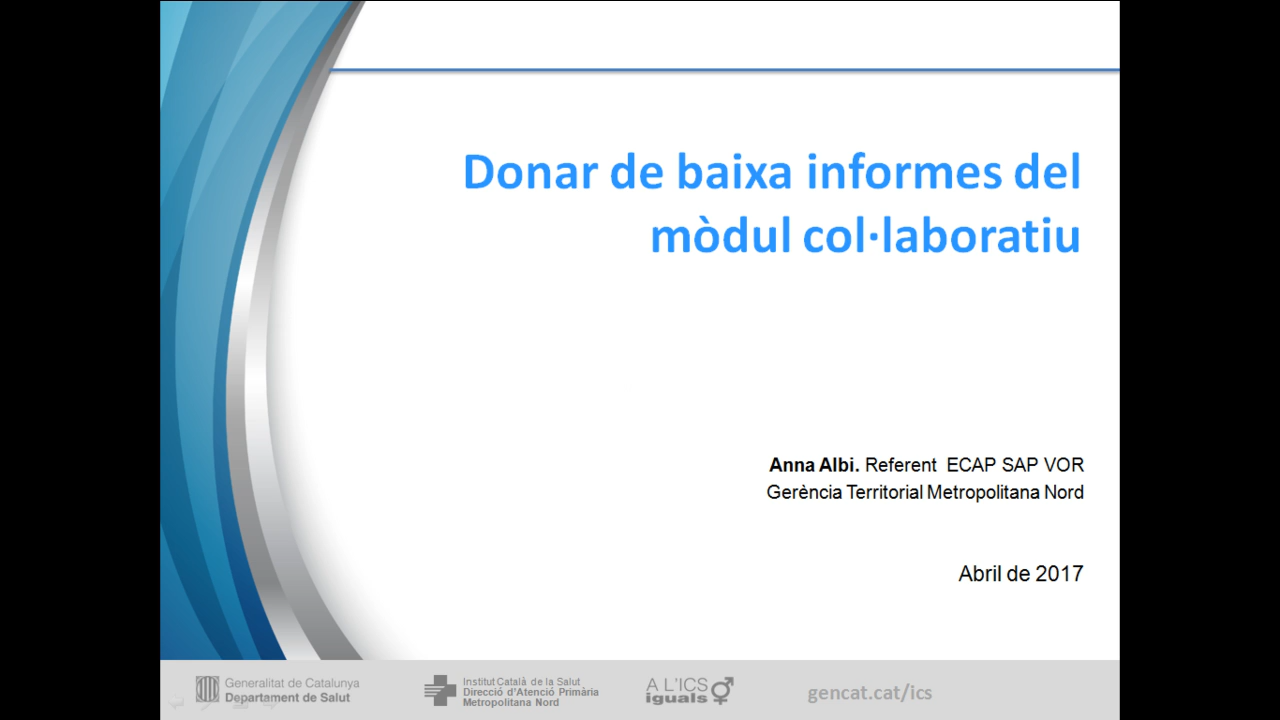 Donar de baixa informes del
mòdul col·laboratiu
Anna Albi. Referent ECAP SAP VOR
Gerència Territorial Metropolitana Nord
Abril de 2017
Generalitat de Catalunya
Departament de Salut
Institut Català de la Salut
Direcció d'Atenció Primària
Metropolitana Nord
A L'ICS
iguals
gencat.cat/ics